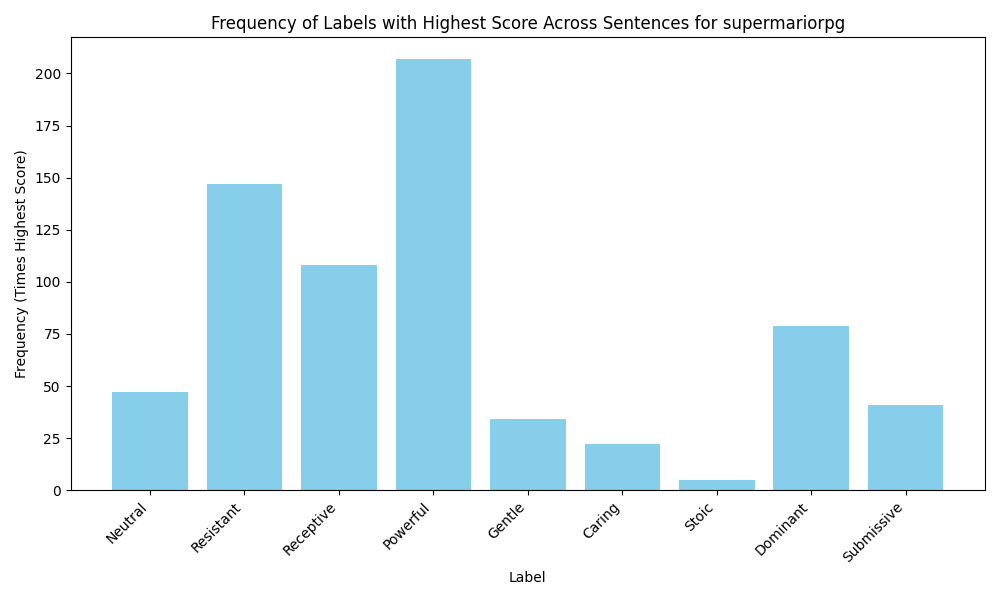 Frequency of Labels with Highest Score Across Sentences for supermariorpg
Frequency (Times Highest Score)
200
175
150
125
100
75
50
25
0
Neutral
Resistant
Receptive
Powerful
Gentle
Caring
Stoic
Dominant
Submissive
Label